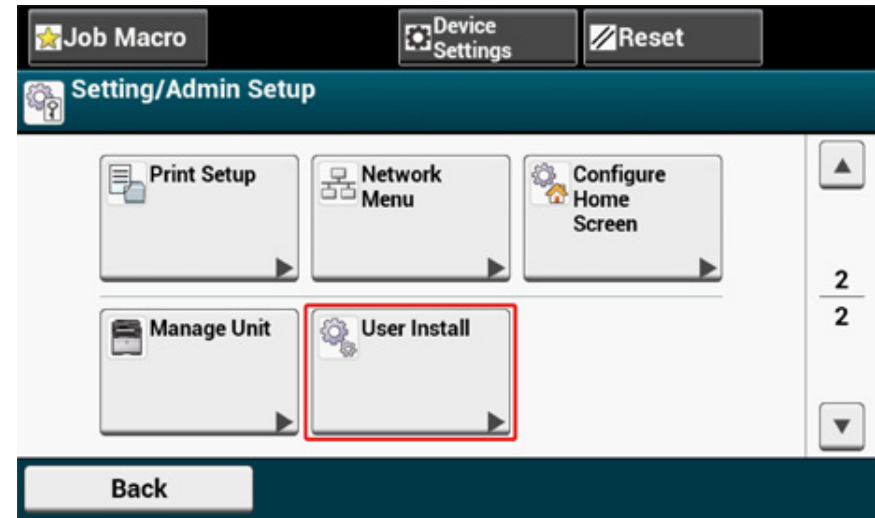 Job Macro
Device
Settings
Reset
Setting/Admin Setup
Print Setup
Network
Menu
Configure
Home
Screen
2
2
Manage Unit
User Install
Back